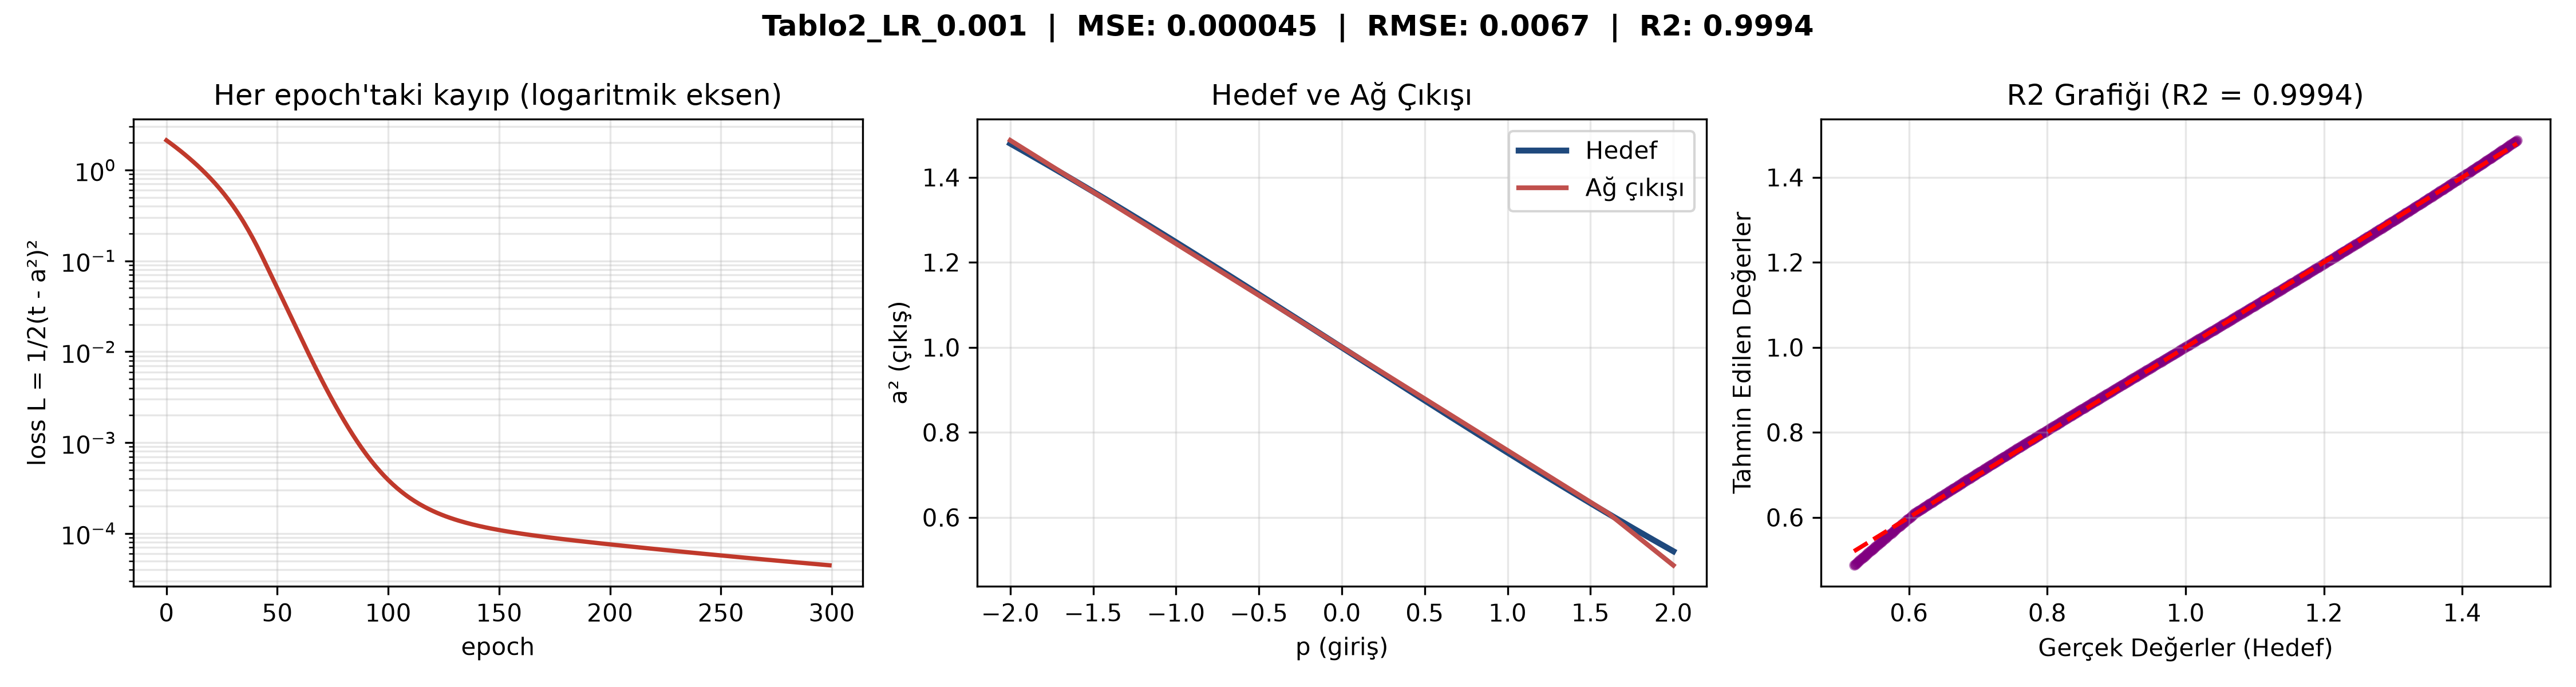 Tablo2_LR_0.001 | MSE: 0.000045 | RMSE: 0.0067 | R2: 0.9994
Her epoch'taki kayıp (logaritmik eksen)
loss L = 1/2(t - a²)²
10⁰
10⁻¹
10⁻²
10⁻³
10⁻⁴
0 50 100 150 200 250 300
epoch
Hedef ve Ağ Çıkışı
Hedef
Ağ çıkışı
a² (çıkış)
1.4
1.2
1.0
0.8
0.6
−2.0 −1.5 −1.0 −0.5 0.0 0.5 1.0 1.5 2.0
p (giriş)
R2 Grafiği (R2 = 0.9994)
Tahmin Edilen Değerler
1.4
1.2
1.0
0.8
0.6
0.6 0.8 1.0 1.2 1.4
Gerçek Değerler (Hedef)